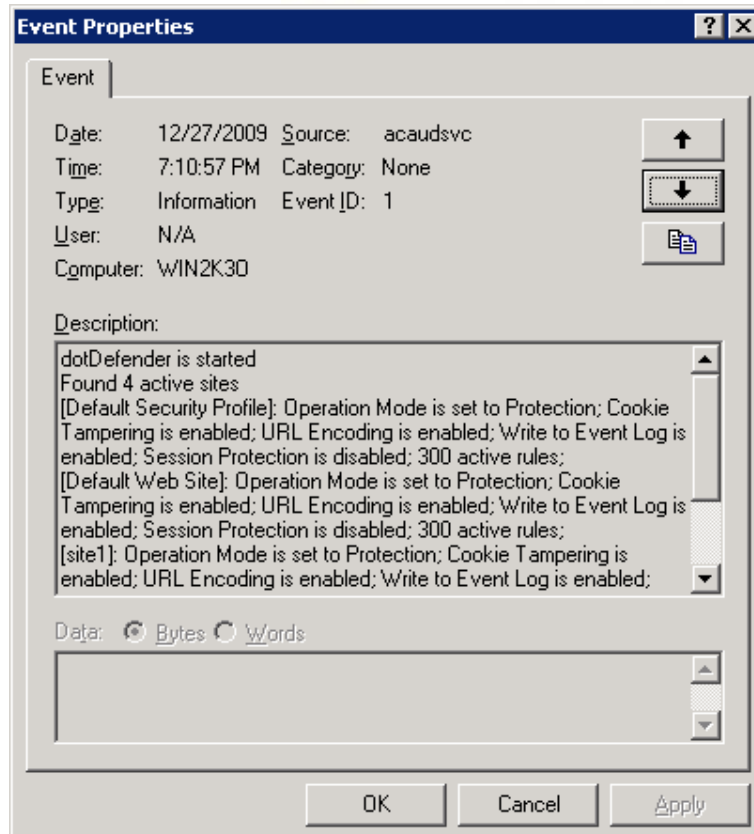 Event Properties
Event
Date: 12/27/2009 Source: acaudsvc
Time: 7:10:57 PM Category: None
Type: Information Event ID: 1
User: N/A
Computer: WIN2K3O
Description:
dotDefender is started
Found 4 active sites
[Default Security Profile]: Operation Mode is set to Protection; Cookie
Tampering is enabled; URL Encoding is enabled; Write to Event Log is
enabled; Session Protection is disabled; 300 active rules;
[Default Web Site]: Operation Mode is set to Protection; Cookie
Tampering is enabled; URL Encoding is enabled; Write to Event Log is
enabled; Session Protection is disabled; 300 active rules;
[site1]: Operation Mode is set to Protection; Cookie Tampering is
enabled; URL Encoding is enabled; Write to Event Log is enabled;
Data: Bytes Words
OK Cancel Apply